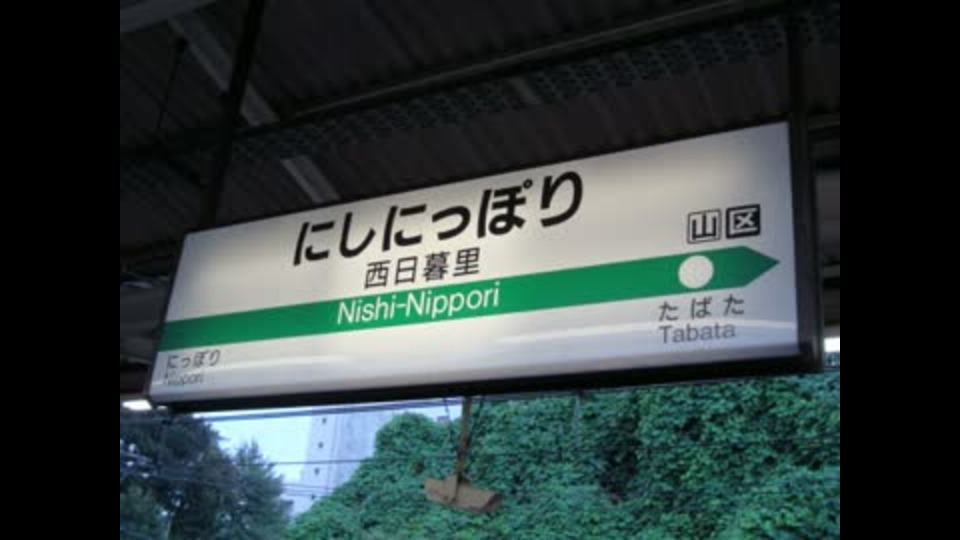 にしにっぽり
西日暮里
山区
Nishi-Nippori
にっぽり
Nippori
たばた
Tabata